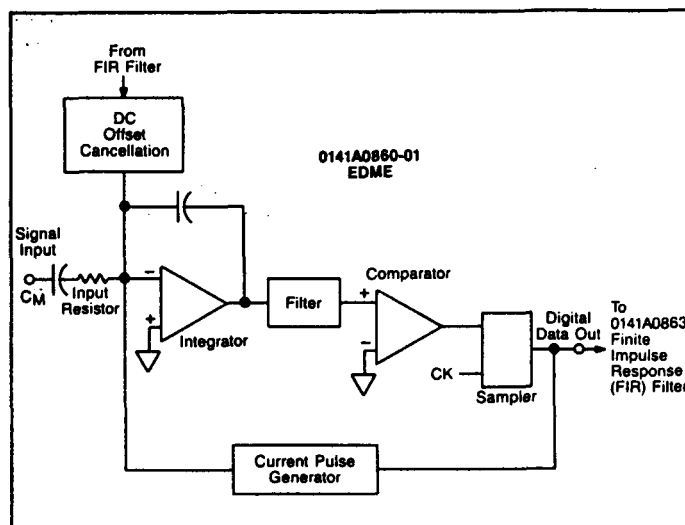 From
FIR Filter
DC
Offset
Cancellation
0141A0860-01
EDME
Signal
Input
CM
Input
Resistor
−
+
Integrator
Filter
Comparator
+
−
CK
Sampler
Digital
Data Out
To
0141A0863
Finite
Impulse
Response
(FIR) Filter
Current Pulse
Generator